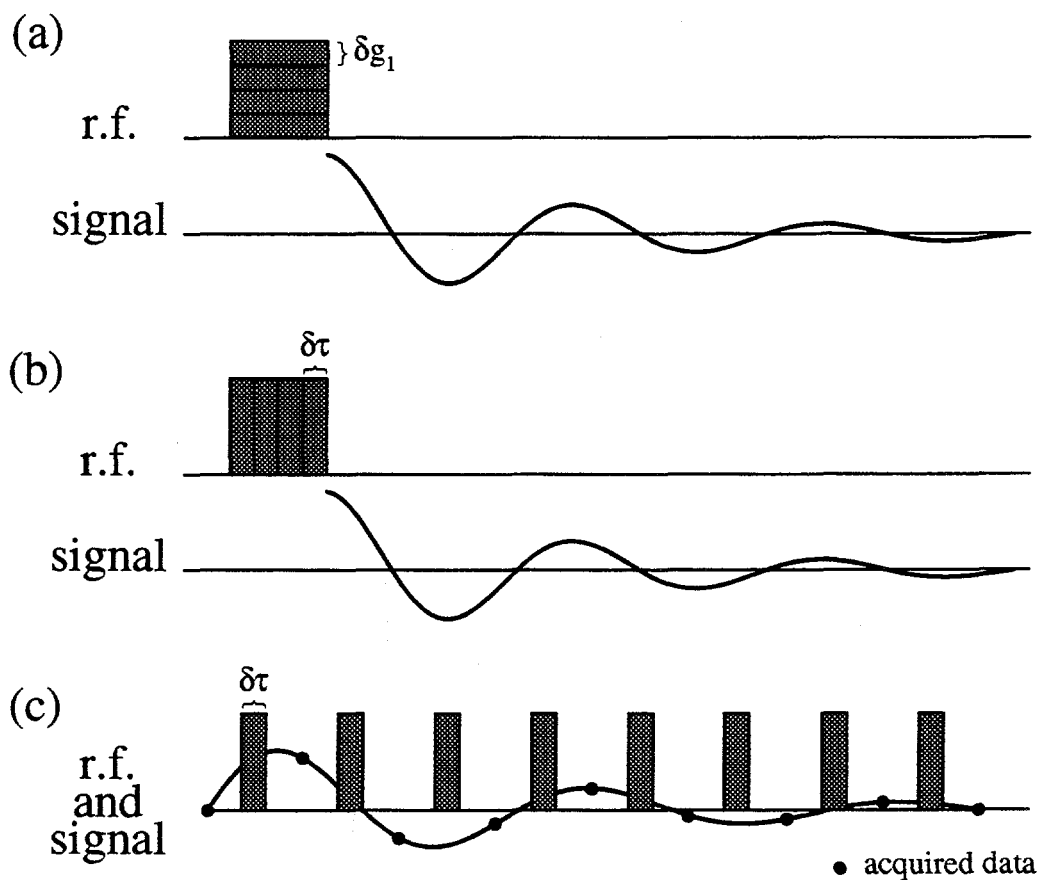 (a)
} δg₁
r.f.
signal
(b)
δτ
r.f.
signal
(c)
δτ
r.f.
and
signal
● acquired data